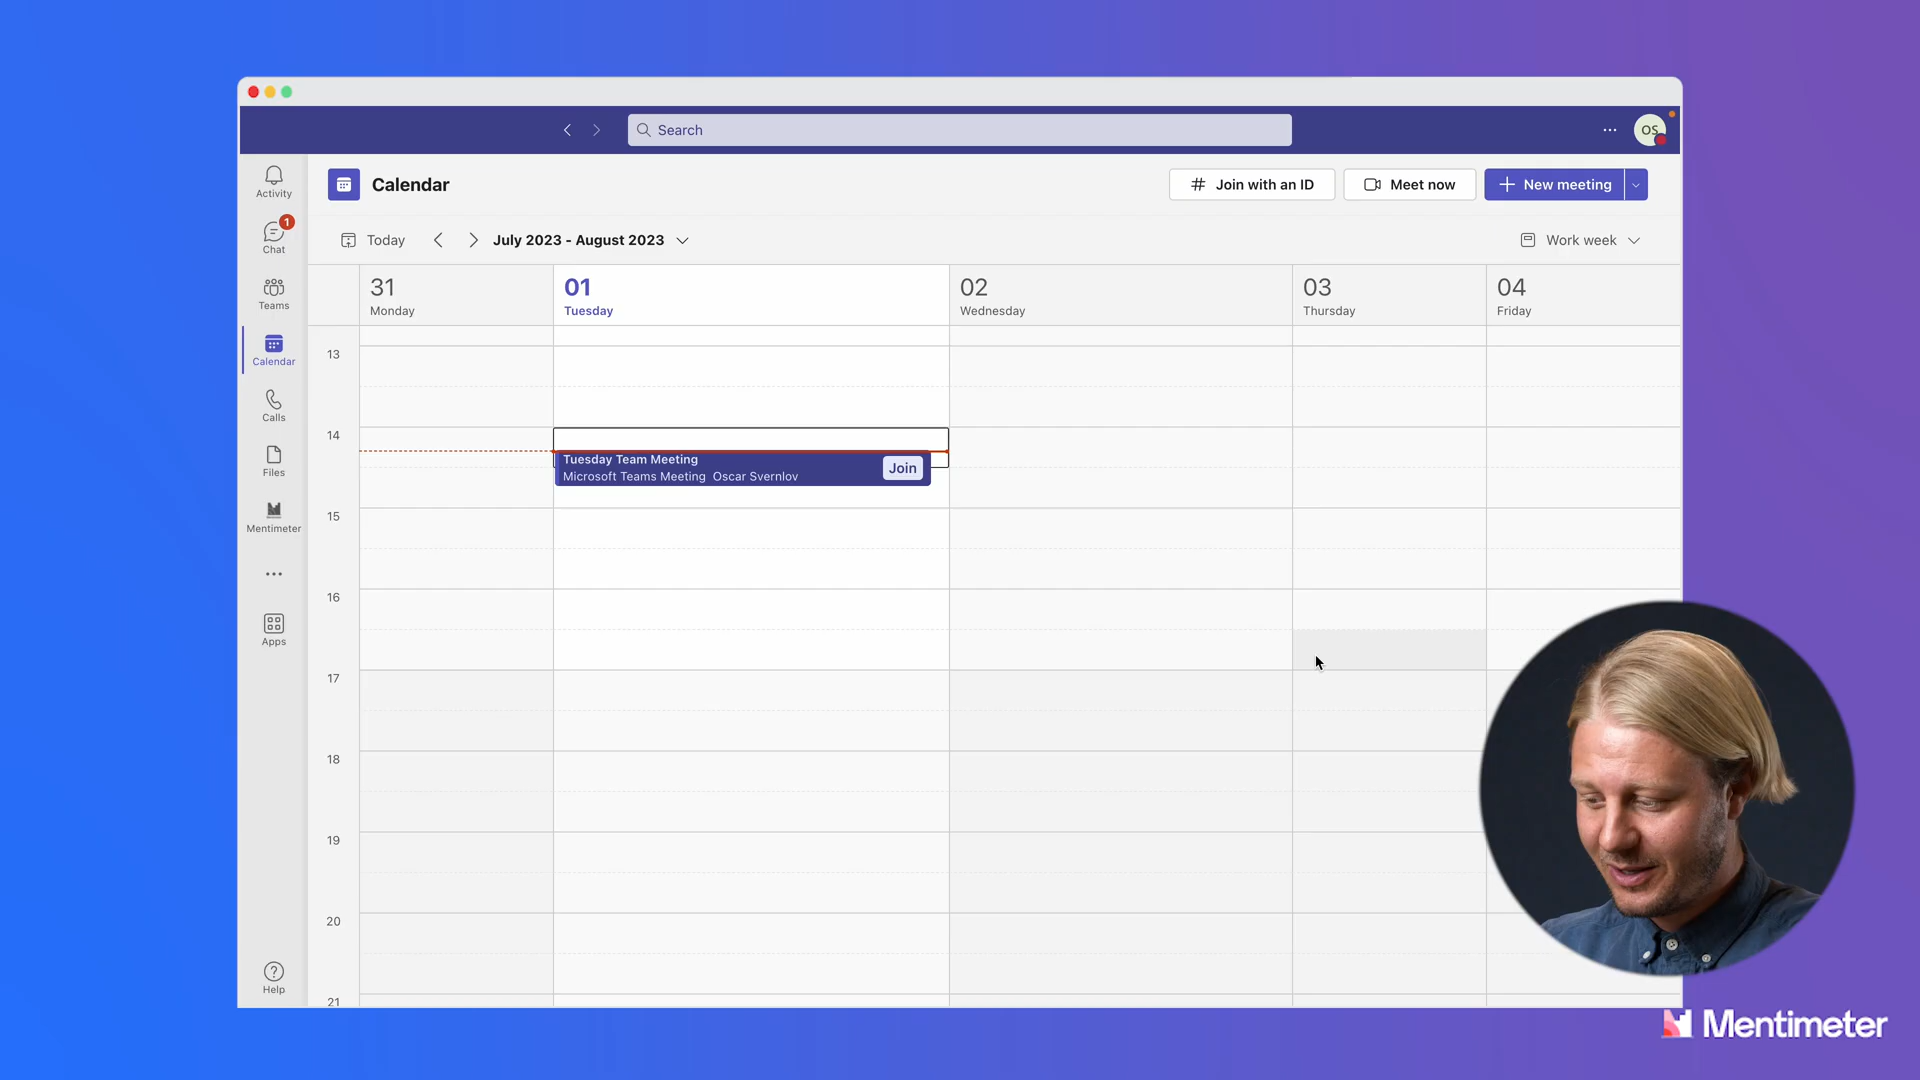 Search
OS
Activity
1
Chat
Teams
Calendar
Calls
Files
Mentimeter
Apps
Help
Calendar
# Join with an ID
Meet now
+ New meeting
Today
July 2023 - August 2023
Work week
31
Monday
01
Tuesday
02
Wednesday
03
Thursday
04
Friday
13
14
Tuesday Team Meeting
Microsoft Teams Meeting Oscar Svernlov
Join
15
16
17
18
19
20
21
Mentimeter